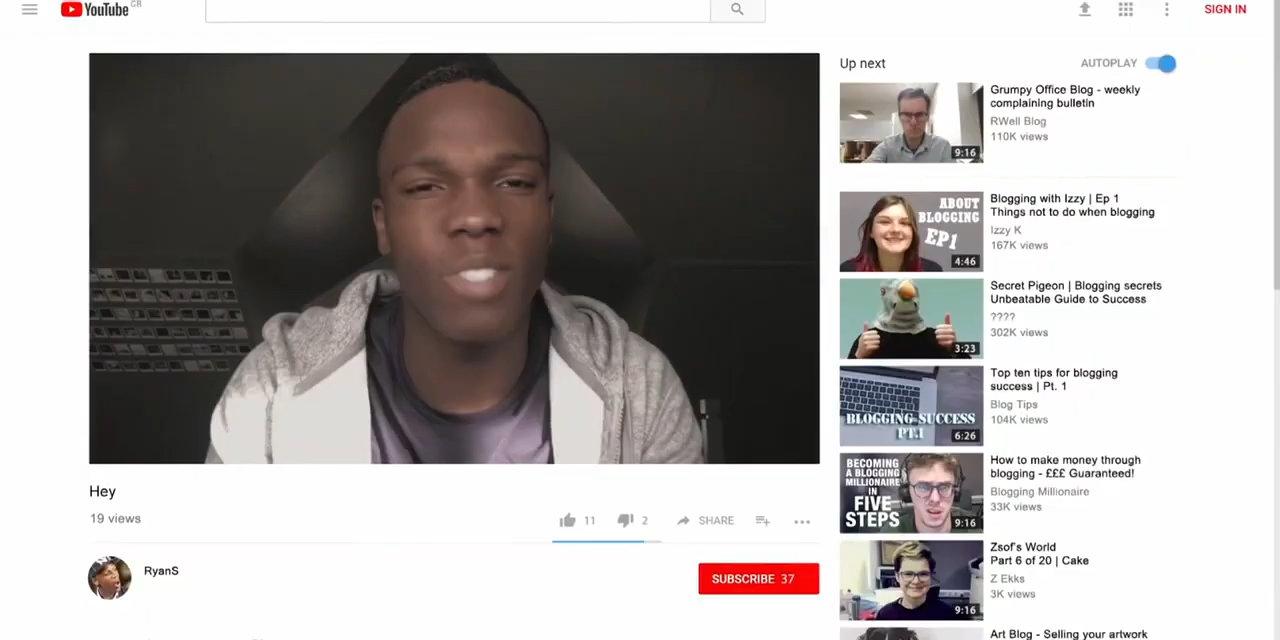 YouTube GB
SIGN IN
Up next
AUTOPLAY
Grumpy Office Blog - weekly
complaining bulletin
RWell Blog
110K views
9:16
ABOUT
BLOGGING
EP1
4:46
Blogging with Izzy | Ep 1
Things not to do when blogging
Izzy K
167K views
3:23
Secret Pigeon | Blogging secrets
Unbeatable Guide to Success
????
302K views
BLOGGING SUCCESS
PT.1
6:26
Top ten tips for blogging
success | Pt. 1
Blog Tips
104K views
BECOMING
A BLOGGING
MILLIONAIRE
IN
FIVE
STEPS
9:16
How to make money through
blogging - £££ Guaranteed!
Blogging Millionaire
33K views
9:16
Zsof's World
Part 6 of 20 | Cake
Z Ekks
3K views
Art Blog - Selling your artwork
Hey
19 views
11
2
SHARE
RyanS
SUBSCRIBE 37